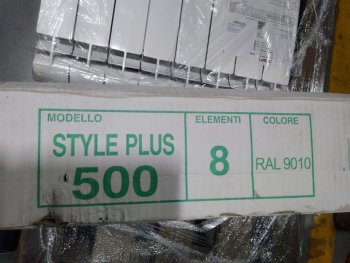 MODELLO
STYLE PLUS
500
ELEMENTI
8
COLORE
RAL 9010